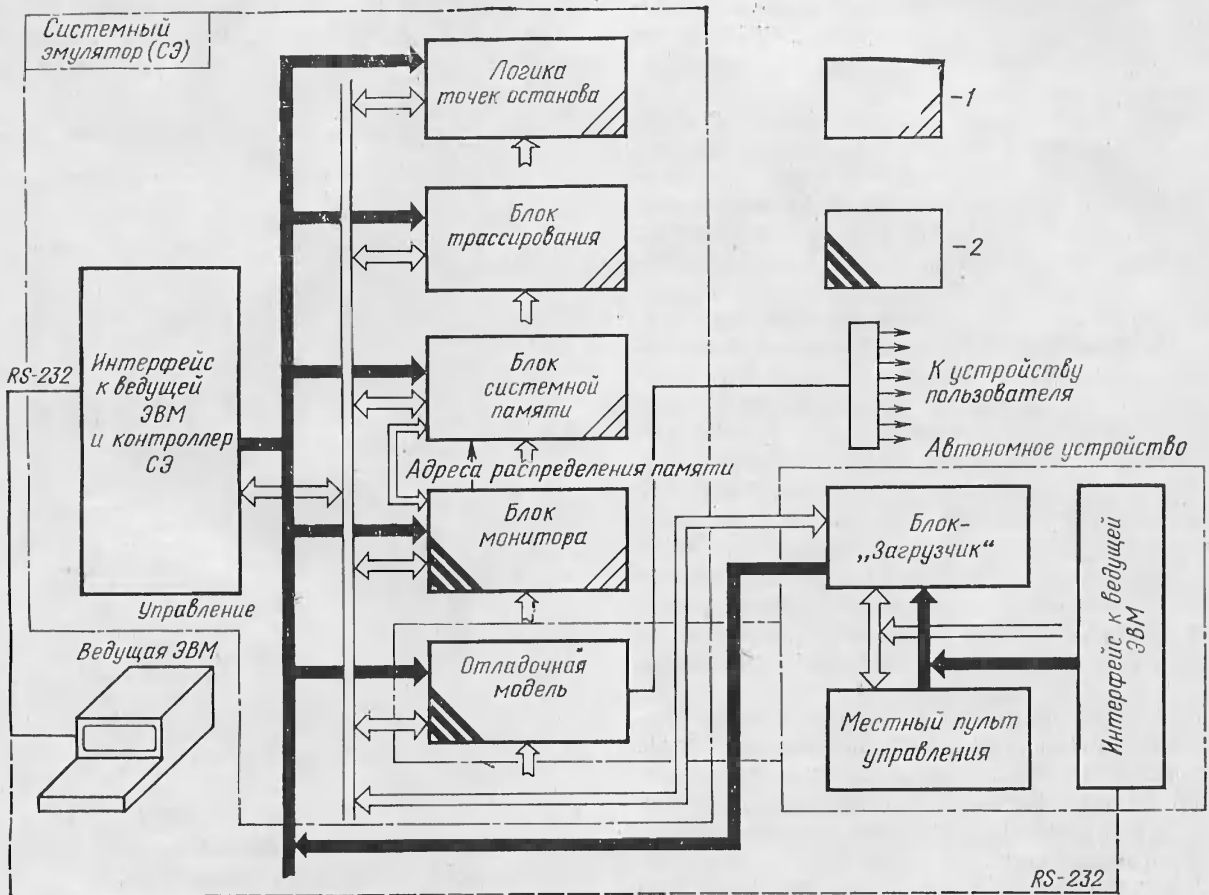 Системный
эмулятор (СЭ)
Логика
точек останова
-1
Блок
трассирования
-2
Интерфейс
к ведущей
ЭВМ
и контроллер
СЭ
RS-232
Блок
системной
памяти
К устройству
пользователя
Автономное устройство
Адреса распределения памяти
Блок
монитора
Блок-
„Загрузчик“
Интерфейс к ведущей
ЭВМ
Управление
Ведущая ЭВМ
Отладочная
модель
Местный пульт
управления
RS-232